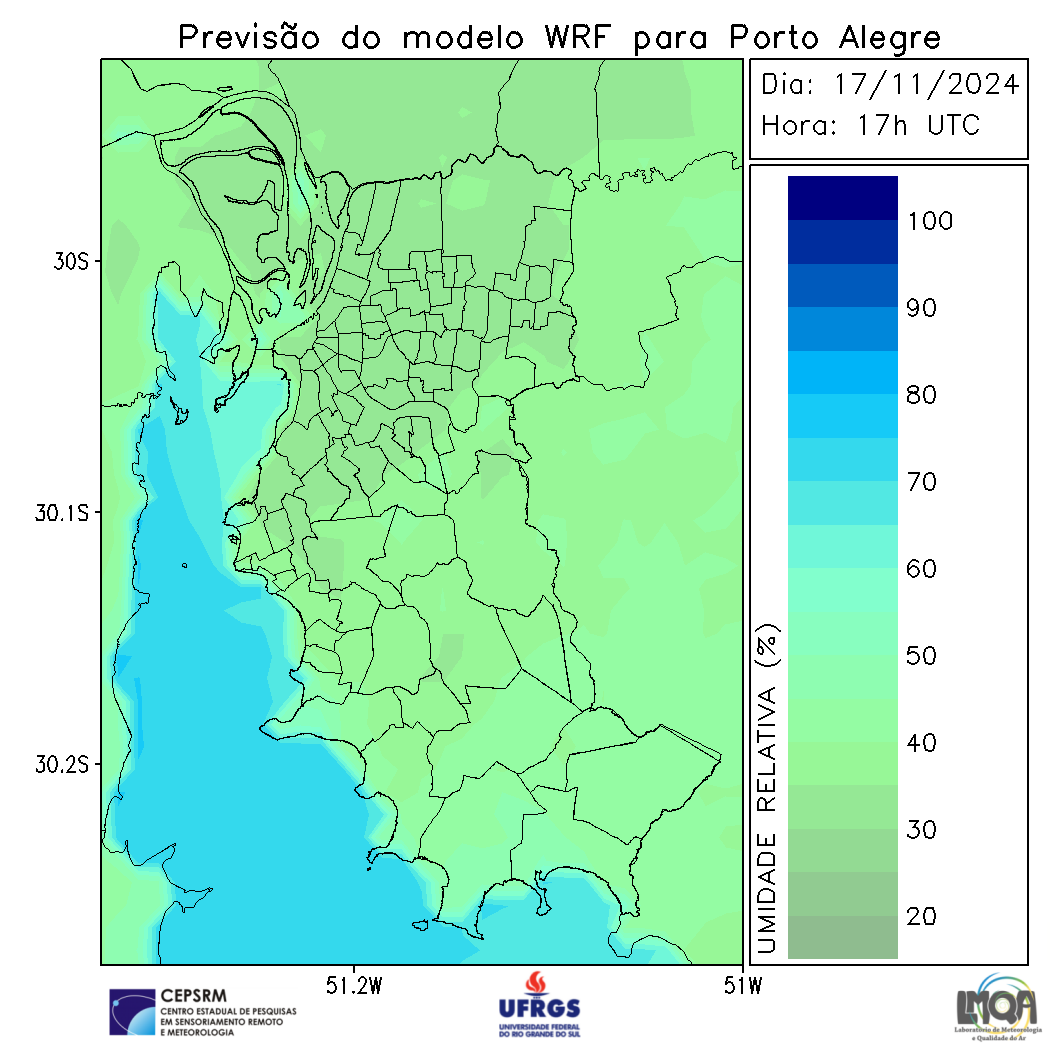 Previsão do modelo WRF para Porto Alegre
Dia: 17/11/2024
Hora: 17h UTC
100
90
80
70
60
50
40
30
20
UMIDADE RELATIVA (%)
30S
30.1S
30.2S
51.2W
51W
CEPSRM
CENTRO ESTADUAL DE PESQUISAS
EM SENSORIAMENTO REMOTO
E METEOROLOGIA
UFRGS
UNIVERSIDADE FEDERAL
DO RIO GRANDE DO SUL
LMQA
Laboratório de Meteorologia
e Qualidade do Ar